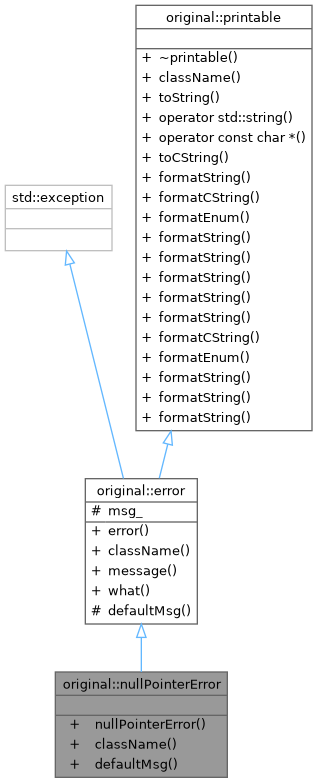 original::printable
+ ~printable()
+ className()
+ toString()
+ operator std::string()
+ operator const char *()
+ toCString()
+ formatString()
+ formatCString()
+ formatEnum()
+ formatString()
+ formatString()
+ formatString()
+ formatString()
+ formatString()
+ formatCString()
+ formatEnum()
+ formatString()
+ formatString()
+ formatString()
std::exception
original::error
# msg_
+ error()
+ className()
+ message()
+ what()
# defaultMsg()
original::nullPointerError
+ nullPointerError()
+ className()
+ defaultMsg()